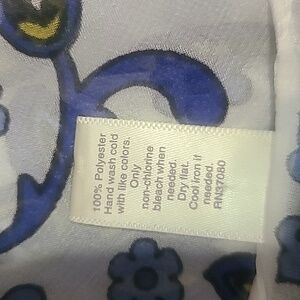 100% Polyester
Hand wash cold
with like colors.
Only
non-chlorine
bleach when
needed.
Dry flat.
Cool iron if
needed.
RN37080